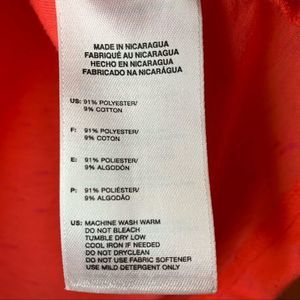 MADE IN NICARAGUA
FABRIQUÉ AU NICARAGUA
HECHO EN NICARAGUA
FABRICADO NA NICARÁGUA
US: 91% POLYESTER/
9% COTTON
F: 91% POLYESTER/
9% COTON
E: 91% POLIÉSTER/
9% ALGODÓN
P: 91% POLIÉSTER/
9% ALGODÃO
US: MACHINE WASH WARM
DO NOT BLEACH
TUMBLE DRY LOW
COOL IRON IF NEEDED
DO NOT DRYCLEAN
DO NOT USE FABRIC SOFTENER
USE MILD DETERGENT ONLY